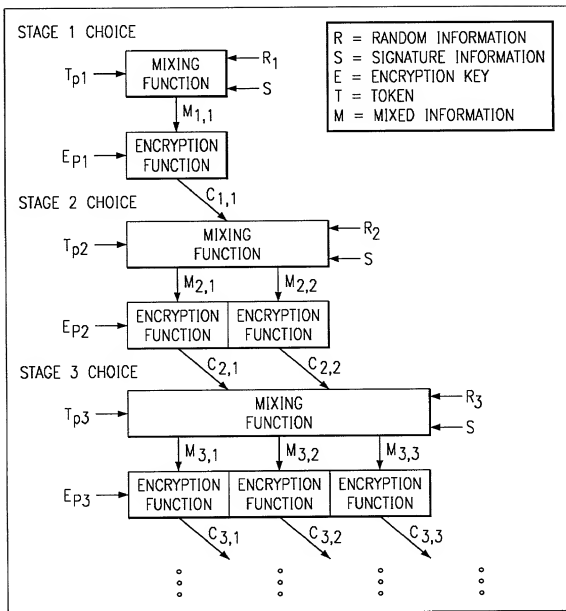 STAGE 1 CHOICE
R = RANDOM INFORMATION
S = SIGNATURE INFORMATION
E = ENCRYPTION KEY
T = TOKEN
M = MIXED INFORMATION
Tp1
MIXING
FUNCTION
R1
S
M1,1
EP1
ENCRYPTION
FUNCTION
C1,1
STAGE 2 CHOICE
Tp2
MIXING
FUNCTION
R2
S
M2,1
M2,2
EP2
ENCRYPTION
FUNCTION
ENCRYPTION
FUNCTION
C2,1
C2,2
STAGE 3 CHOICE
Tp3
MIXING
FUNCTION
R3
S
M3,1
M3,2
M3,3
EP3
ENCRYPTION
FUNCTION
ENCRYPTION
FUNCTION
ENCRYPTION
FUNCTION
C3,1
C3,2
C3,3